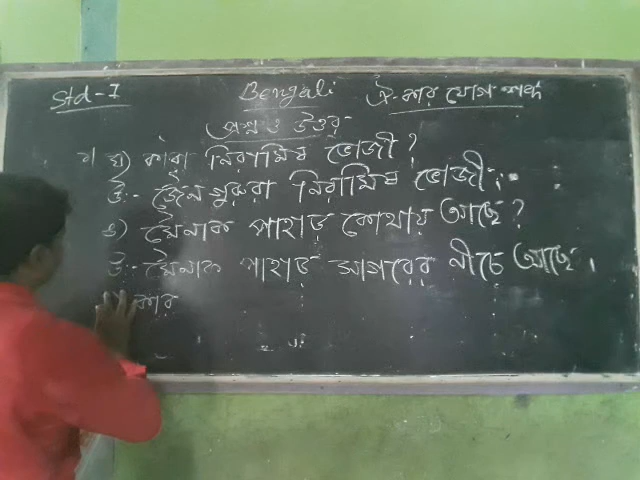 Std-I Bengali ঐ-কার যোগ শব্দ
প্রশ্ন ও উত্তর
ঘ) কারা নিরামিষ ভোজী?
উঃ- জৈন গুরুরা নিরামিষ ভোজী।
ঙ) মৈনাক পাহাড় কোথায় আছে?
উঃ- মৈনাক পাহাড় সাগরের নীচে আছে।
কার